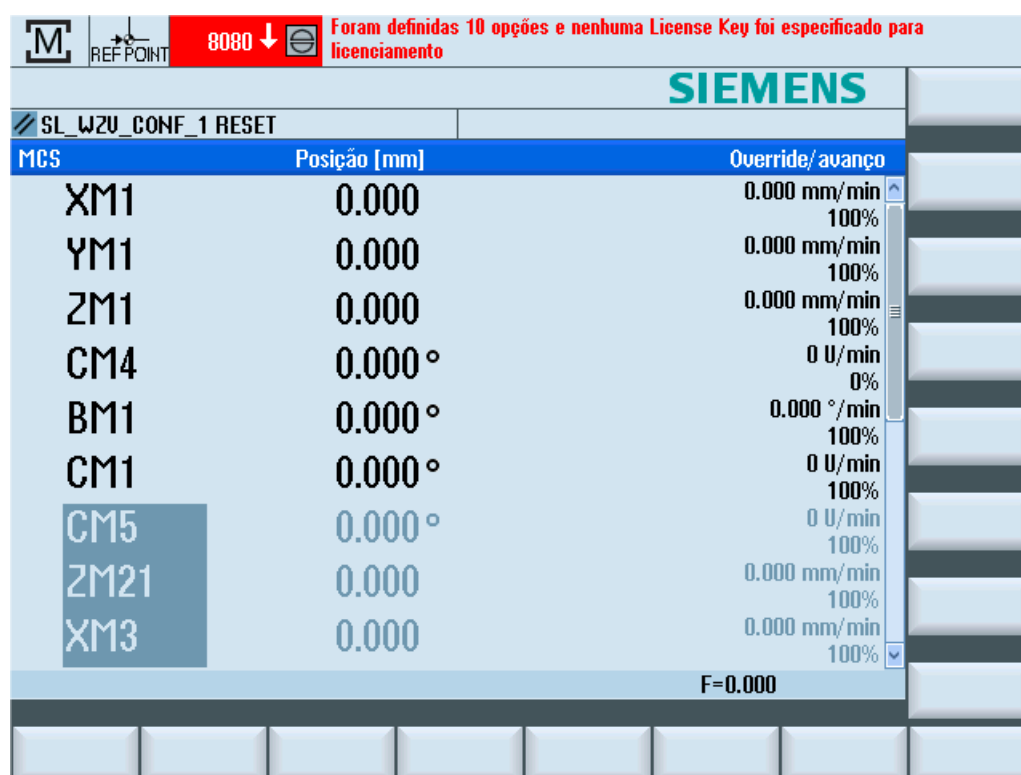 M
REF POINT
8080
Foram definidas 10 opções e nenhuma License Key foi especificado para
licenciamento
SIEMENS
SL_WZV_CONF_1 RESET
MCS Posição [mm] Override/avanço
XM1 0.000 0.000 mm/min
100%
YM1 0.000 0.000 mm/min
100%
ZM1 0.000 0.000 mm/min
100%
CM4 0.000° 0 U/min
0%
BM1 0.000° 0.000 °/min
100%
CM1 0.000° 0 U/min
100%
CM5 0.000° 0 U/min
100%
ZM21 0.000 0.000 mm/min
100%
XM3 0.000 0.000 mm/min
100%
F=0.000